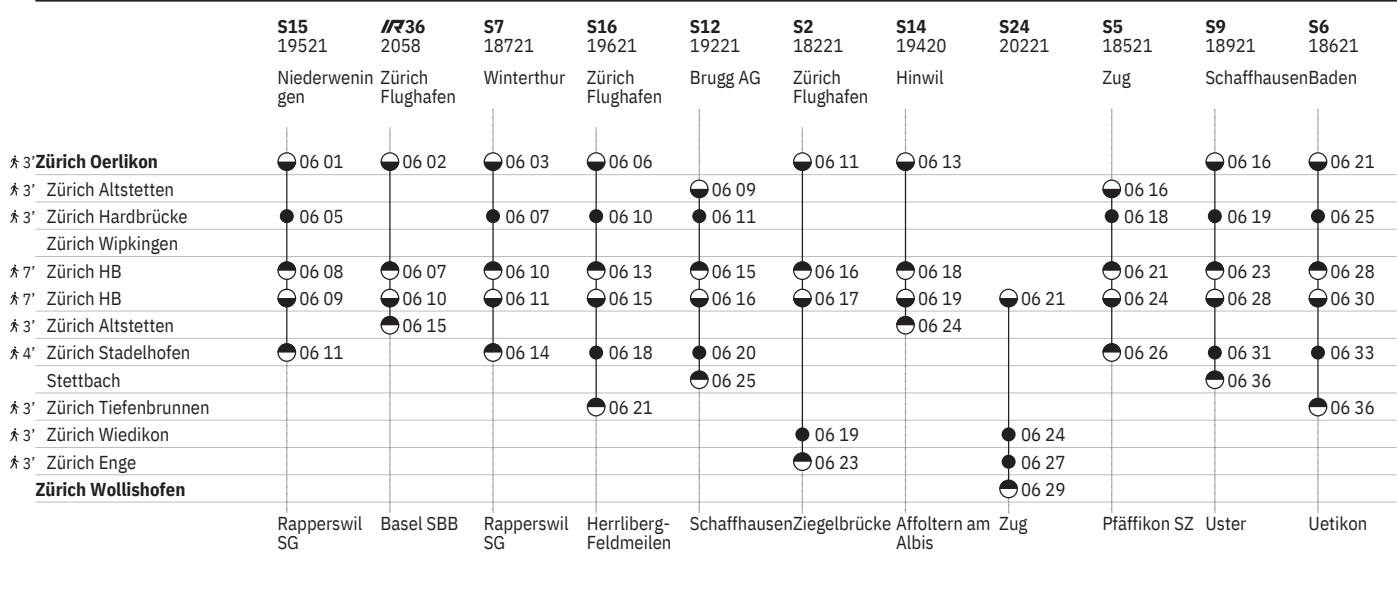 S15 IR36 S7 S16 S12 S2 S14 S24 S5 S9 S6
19521 2058 18721 19621 19221 18221 19420 20221 18521 18921 18621
Niederwenin Zürich Winterthur Zürich Brugg AG Zürich Hinwil Zug Schaffhausen Baden
gen Flughafen Flughafen Flughafen
3' Zürich Oerlikon 06 01 06 02 06 03 06 06 06 11 06 13 06 16 06 21
3' Zürich Altstetten 06 09 06 16
3' Zürich Hardbrücke 06 05 06 07 06 10 06 11 06 18 06 19 06 25
Zürich Wipkingen
7' Zürich HB 06 08 06 07 06 10 06 13 06 15 06 16 06 18 06 21 06 23 06 28
7' Zürich HB 06 09 06 10 06 11 06 15 06 16 06 17 06 19 06 21 06 24 06 28 06 30
3' Zürich Altstetten 06 15 06 24
4' Zürich Stadelhofen 06 11 06 14 06 18 06 20 06 26 06 31 06 33
Stettbach 06 25 06 36
3' Zürich Tiefenbrunnen 06 21 06 36
3' Zürich Wiedikon 06 19 06 24
3' Zürich Enge 06 23 06 27
Zürich Wollishofen 06 29
Rapperswil Basel SBB Rapperswil Herrliberg- Schaffhausen Ziegelbrücke Affoltern am Zug Pfäffikon SZ Uster Uetikon
SG SG Feldmeilen Albis